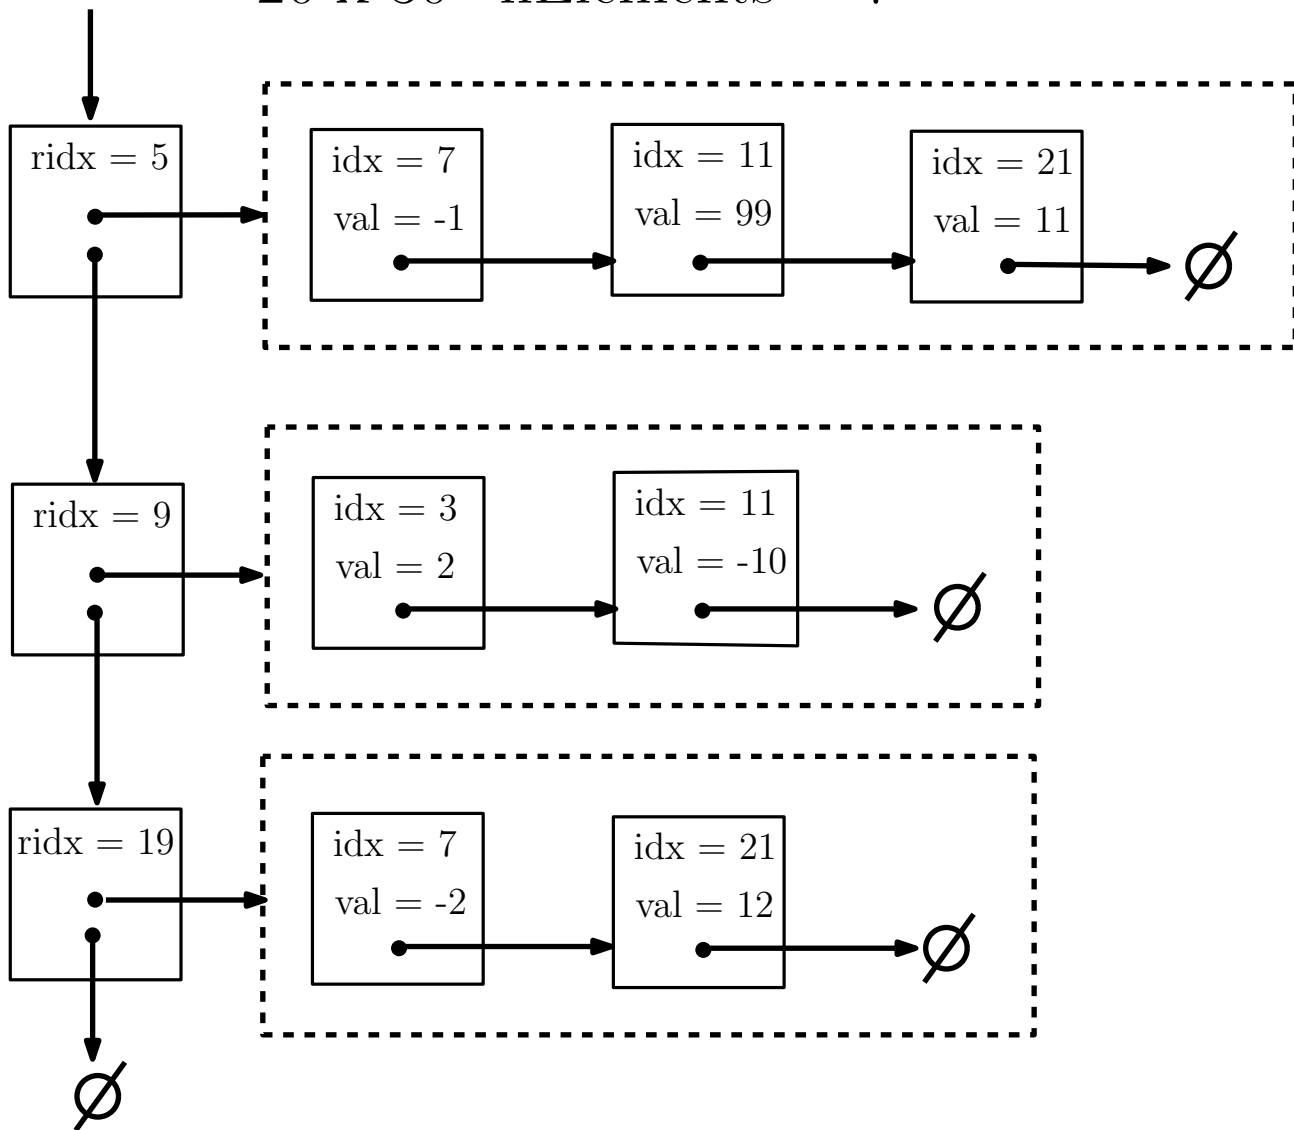 ridx = 5
idx = 7
val = -1
idx = 11
val = 99
idx = 21
val = 11
∅
ridx = 9
idx = 3
val = 2
idx = 11
val = -10
∅
ridx = 19
idx = 7
val = -2
idx = 21
val = 12
∅
∅